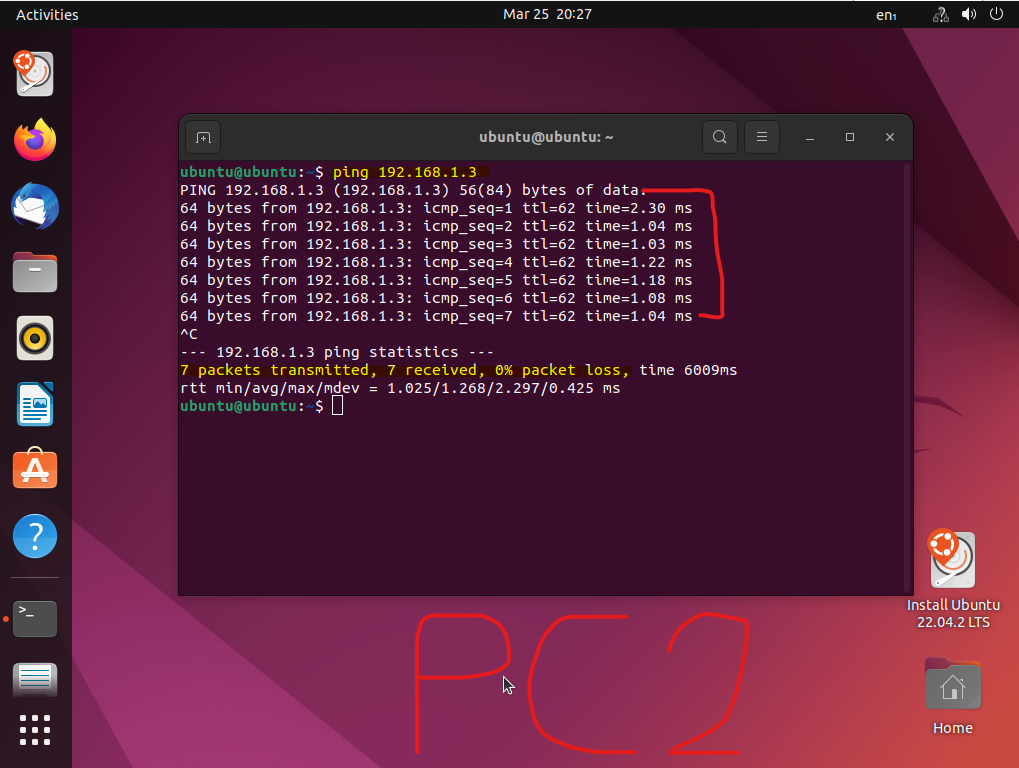 Activities
Mar 25 20:27
en₁
ubuntu@ubuntu: ~
ubuntu@ubuntu:~$ ping 192.168.1.3
PING 192.168.1.3 (192.168.1.3) 56(84) bytes of data.
64 bytes from 192.168.1.3: icmp_seq=1 ttl=62 time=2.30 ms
64 bytes from 192.168.1.3: icmp_seq=2 ttl=62 time=1.04 ms
64 bytes from 192.168.1.3: icmp_seq=3 ttl=62 time=1.03 ms
64 bytes from 192.168.1.3: icmp_seq=4 ttl=62 time=1.22 ms
64 bytes from 192.168.1.3: icmp_seq=5 ttl=62 time=1.18 ms
64 bytes from 192.168.1.3: icmp_seq=6 ttl=62 time=1.08 ms
64 bytes from 192.168.1.3: icmp_seq=7 ttl=62 time=1.04 ms
^C
--- 192.168.1.3 ping statistics ---
7 packets transmitted, 7 received, 0% packet loss, time 6009ms
rtt min/avg/max/mdev = 1.025/1.268/2.297/0.425 ms
ubuntu@ubuntu:~$
Install Ubuntu
22.04.2 LTS
Home
PC2